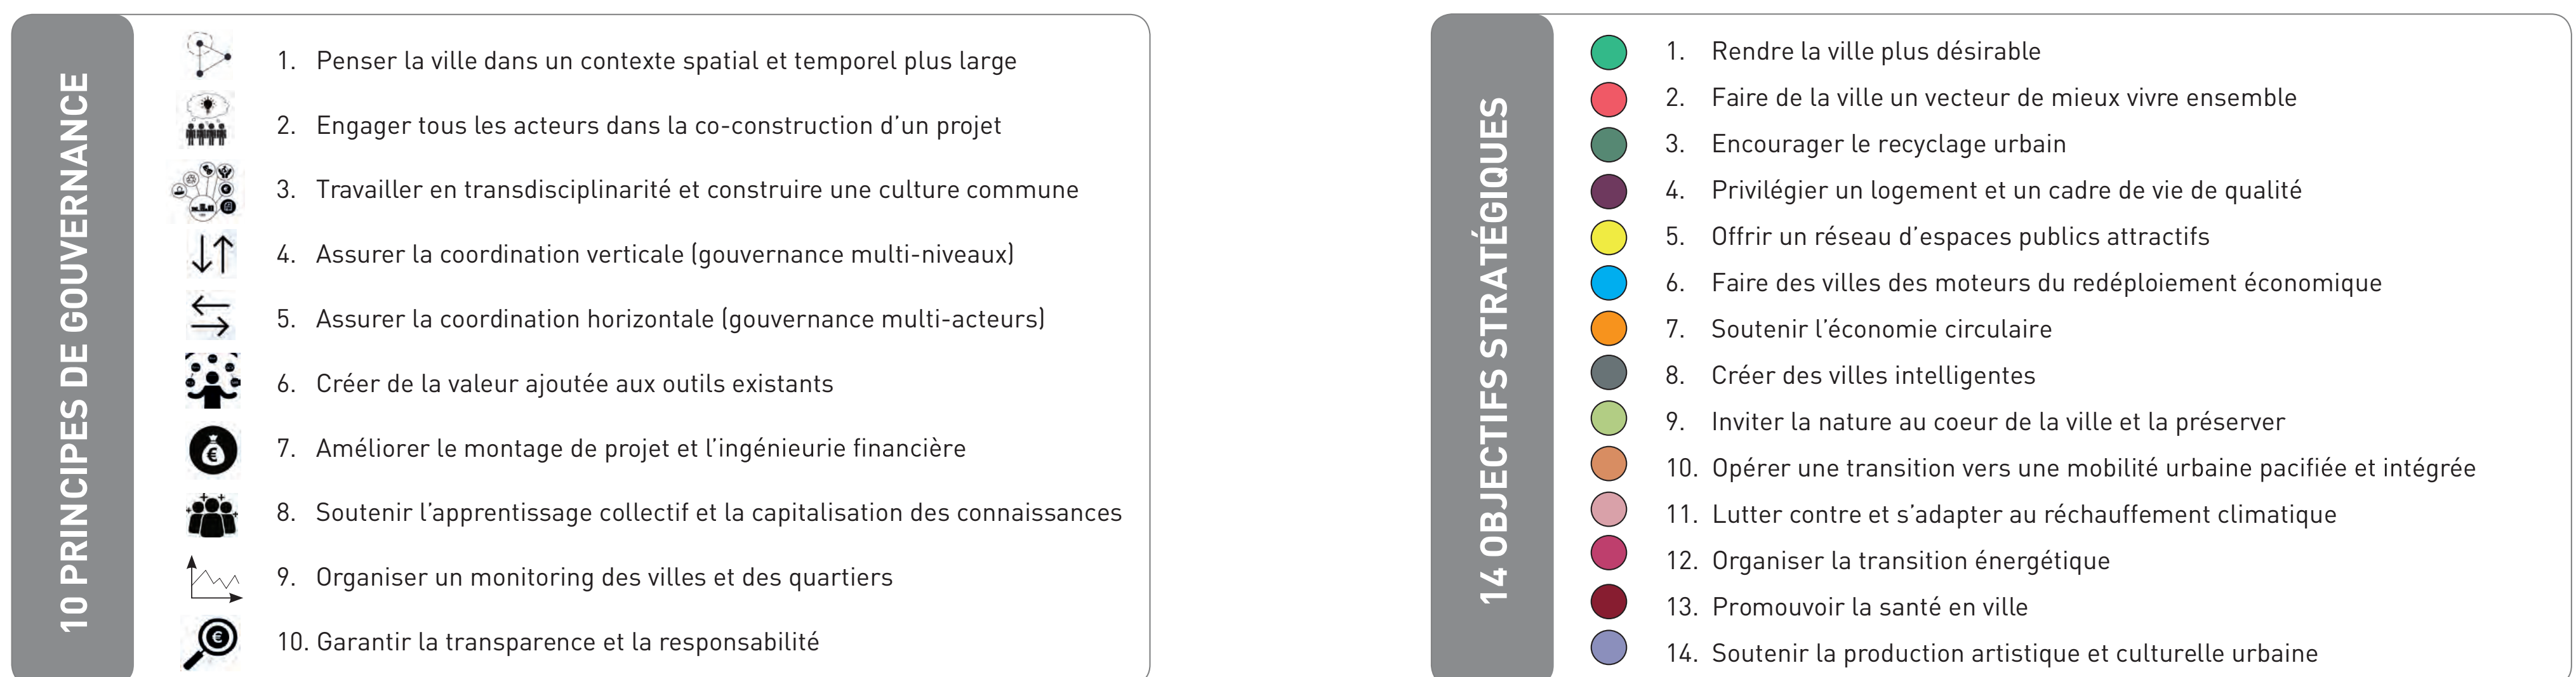 10 PRINCIPES DE GOUVERNANCE
1. Penser la ville dans un contexte spatial et temporel plus large
2. Engager tous les acteurs dans la co-construction d’un projet
3. Travailler en transdisciplinarité et construire une culture commune
4. Assurer la coordination verticale (gouvernance multi-niveaux)
5. Assurer la coordination horizontale (gouvernance multi-acteurs)
6. Créer de la valeur ajoutée aux outils existants
7. Améliorer le montage de projet et l’ingénieurie financière
8. Soutenir l’apprentissage collectif et la capitalisation des connaissances
9. Organiser un monitoring des villes et des quartiers
10. Garantir la transparence et la responsabilité
14 OBJECTIFS STRATÉGIQUES
1. Rendre la ville plus désirable
2. Faire de la ville un vecteur de mieux vivre ensemble
3. Encourager le recyclage urbain
4. Privilégier un logement et un cadre de vie de qualité
5. Offrir un réseau d’espaces publics attractifs
6. Faire des villes des moteurs du redéploiement économique
7. Soutenir l’économie circulaire
8. Créer des villes intelligentes
9. Inviter la nature au coeur de la ville et la préserver
10. Opérer une transition vers une mobilité urbaine pacifiée et intégrée
11. Lutter contre et s’adapter au réchauffement climatique
12. Organiser la transition énergétique
13. Promouvoir la santé en ville
14. Soutenir la production artistique et culturelle urbaine